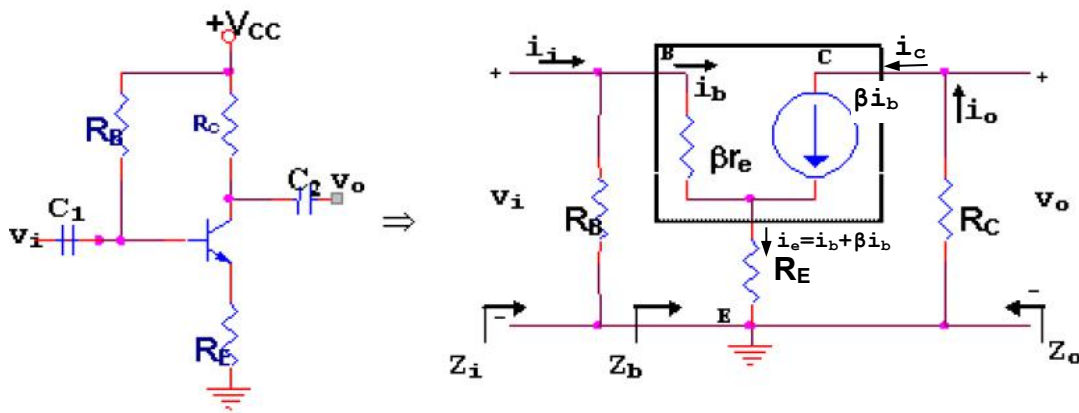 +VCC
RB
RC
C1
C2
vo
vi
RE
⇒
+
ii
B
ib
C
ic
βib
io
+
βre
vi
RB
RC
vo
ie=ib+βib
RE
-
E
-
Zi
Zb
Zo